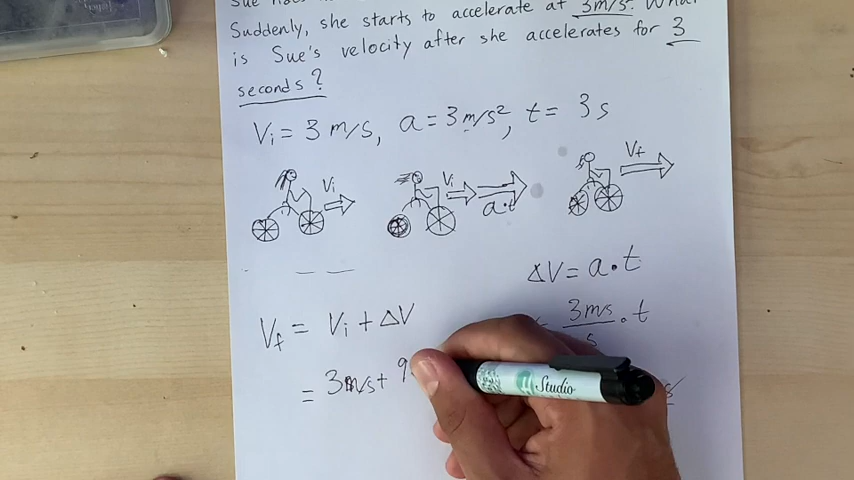 Suddenly, she starts to accelerate at 3m/s². What
is Sue's velocity after she accelerates for 3
seconds?
Vi = 3 m/s, a = 3 m/s², t = 3 s
Vi
Vi
a·t
Vf
ΔV = a·t
= 3m/s · t
s
Vf = Vi + ΔV
= 3m/s + 9
Studio